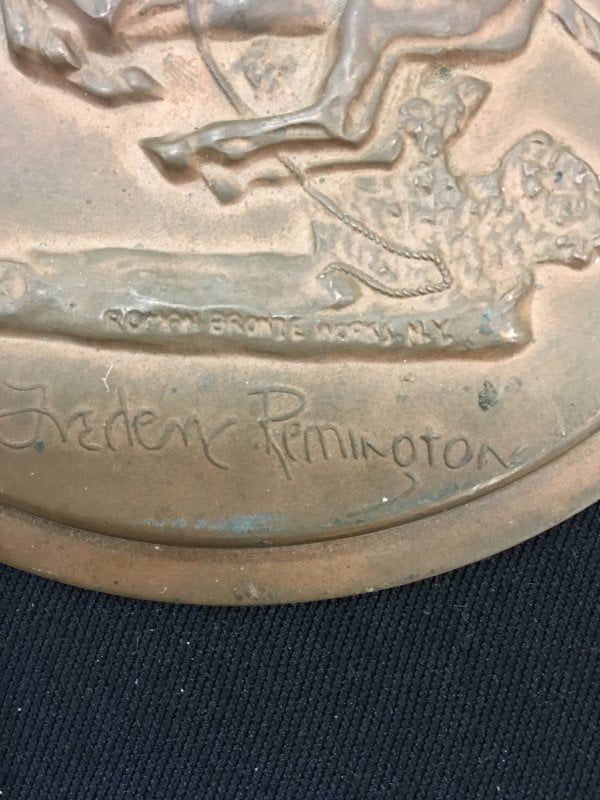 ROMAN BRONZE WORKS N.Y.
Frederic Remington